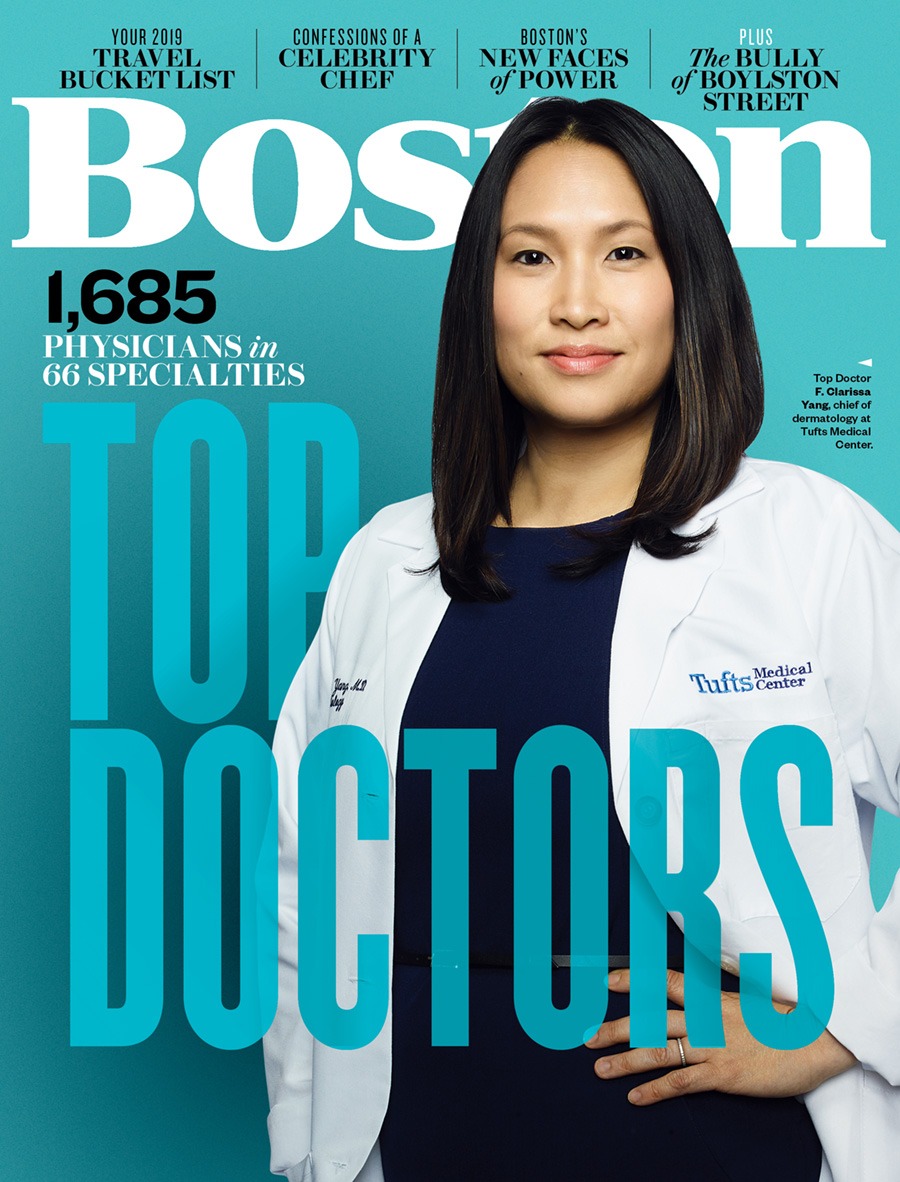 YOUR 2019
TRAVEL
BUCKET LIST
CONFESSIONS OF A
CELEBRITY
CHEF
BOSTON'S
NEW FACES
of POWER
PLUS
The BULLY
of BOYLSTON
STREET
Boston
1,685
PHYSICIANS in
66 SPECIALTIES
Top Doctor
F. Clarissa
Yang, chief of
dermatology at
Tufts Medical
Center.
TOP
DOCTORS
Yang, M.D.
Tufts Medical
Center